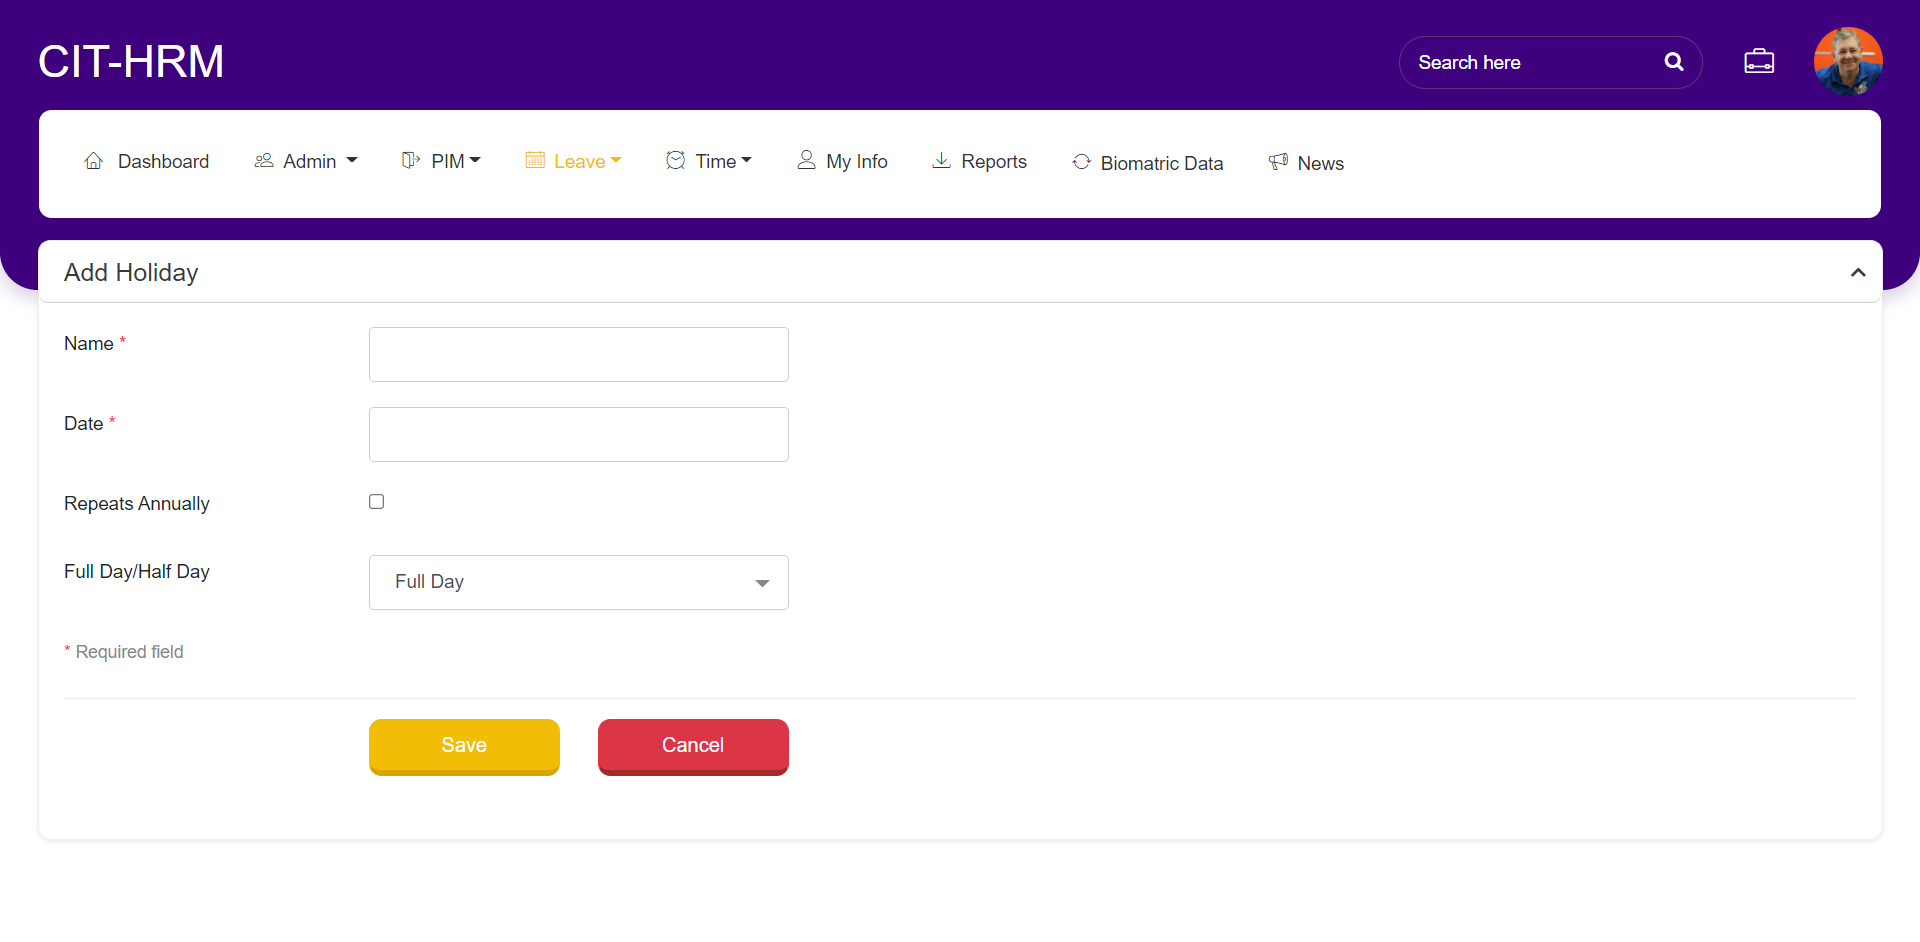 CIT-HRM
Search here
Dashboard
Admin
PIM
Leave
Time
My Info
Reports
Biomatric Data
News
Add Holiday
Name *
Date *
Repeats Annually
Full Day/Half Day
Full Day
* Required field
Save
Cancel